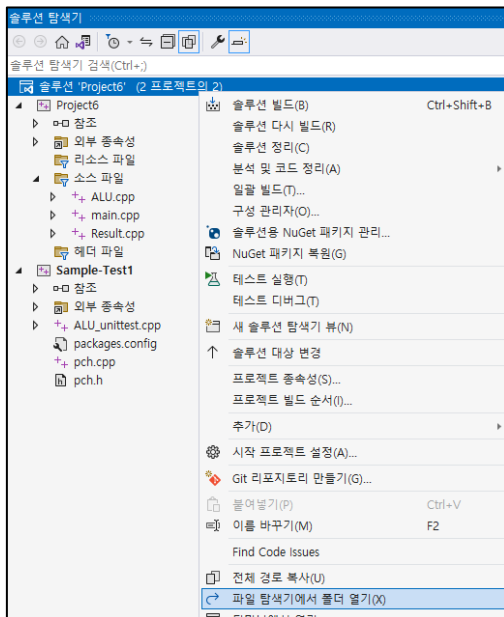 솔루션 탐색기
솔루션 탐색기 검색(Ctrl+;)
솔루션 'Project6' (2 프로젝트의 2)
Project6
참조
외부 종속성
리소스 파일
소스 파일
ALU.cpp
main.cpp
Result.cpp
헤더 파일
Sample-Test1
참조
외부 종속성
ALU_unittest.cpp
packages.config
pch.cpp
pch.h
솔루션 빌드(B) Ctrl+Shift+B
솔루션 다시 빌드(R)
솔루션 정리(C)
분석 및 코드 정리(A)
일괄 빌드(T)...
구성 관리자(O)...
솔루션용 NuGet 패키지 관리...
NuGet 패키지 복원(G)
테스트 실행(T)
테스트 디버그(T)
새 솔루션 탐색기 뷰(N)
솔루션 대상 변경
프로젝트 종속성(S)...
프로젝트 빌드 순서(I)...
추가(D)
시작 프로젝트 설정(A)...
Git 리포지토리 만들기(G)...
붙여넣기(P) Ctrl+V
이름 바꾸기(M) F2
Find Code Issues
전체 경로 복사(U)
파일 탐색기에서 폴더 열기(X)